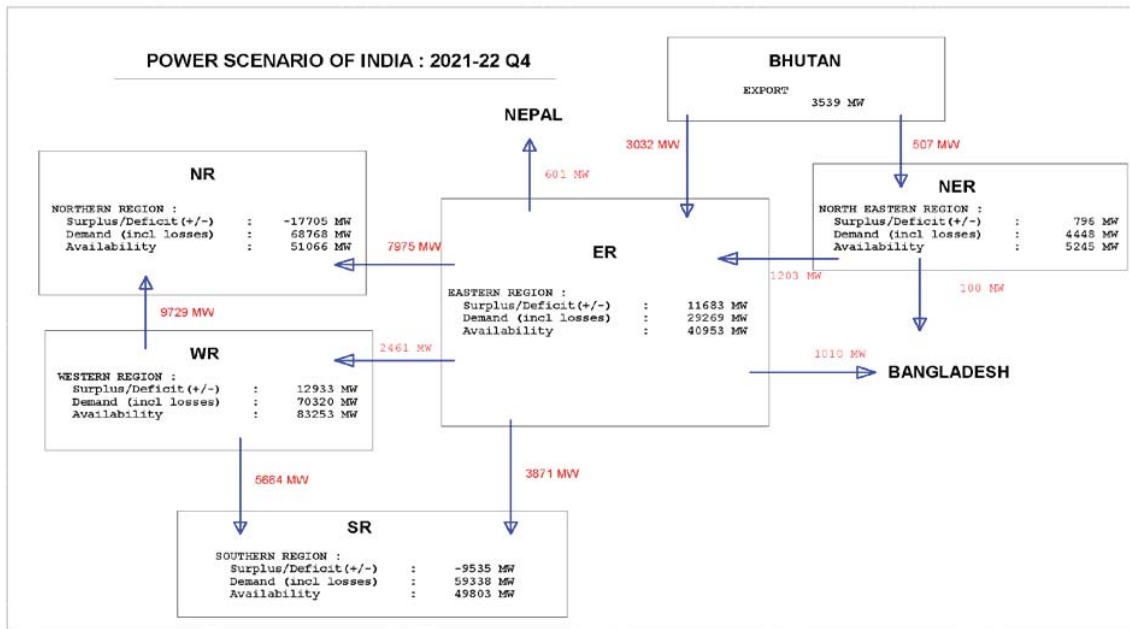 POWER SCENARIO OF INDIA : 2021-22 Q4
BHUTAN
EXPORT
3539 MW
NEPAL
3032 MW
507 MW
601 MW
NR
NORTHERN REGION :
Surplus/Deficit(+/-) : -17705 MW
Demand (incl losses) : 68768 MW
Availability : 51066 MW
NER
NORTH EASTERN REGION :
Surplus/Deficit(+/-) : 796 MW
Demand (incl losses) : 4448 MW
Availability : 5245 MW
7975 MW
ER
EASTERN REGION :
Surplus/Deficit(+/-) : 11683 MW
Demand (incl losses) : 29269 MW
Availability : 40953 MW
1203 MW
100 MW
9729 MW
2461 MW
1010 MW
BANGLADESH
WR
WESTERN REGION :
Surplus/Deficit(+/-) : 12933 MW
Demand (incl losses) : 70320 MW
Availability : 83253 MW
5664 MW
3871 MW
SR
SOUTHERN REGION :
Surplus/Deficit(+/-) : -9535 MW
Demand (incl losses) : 59338 MW
Availability : 49803 MW